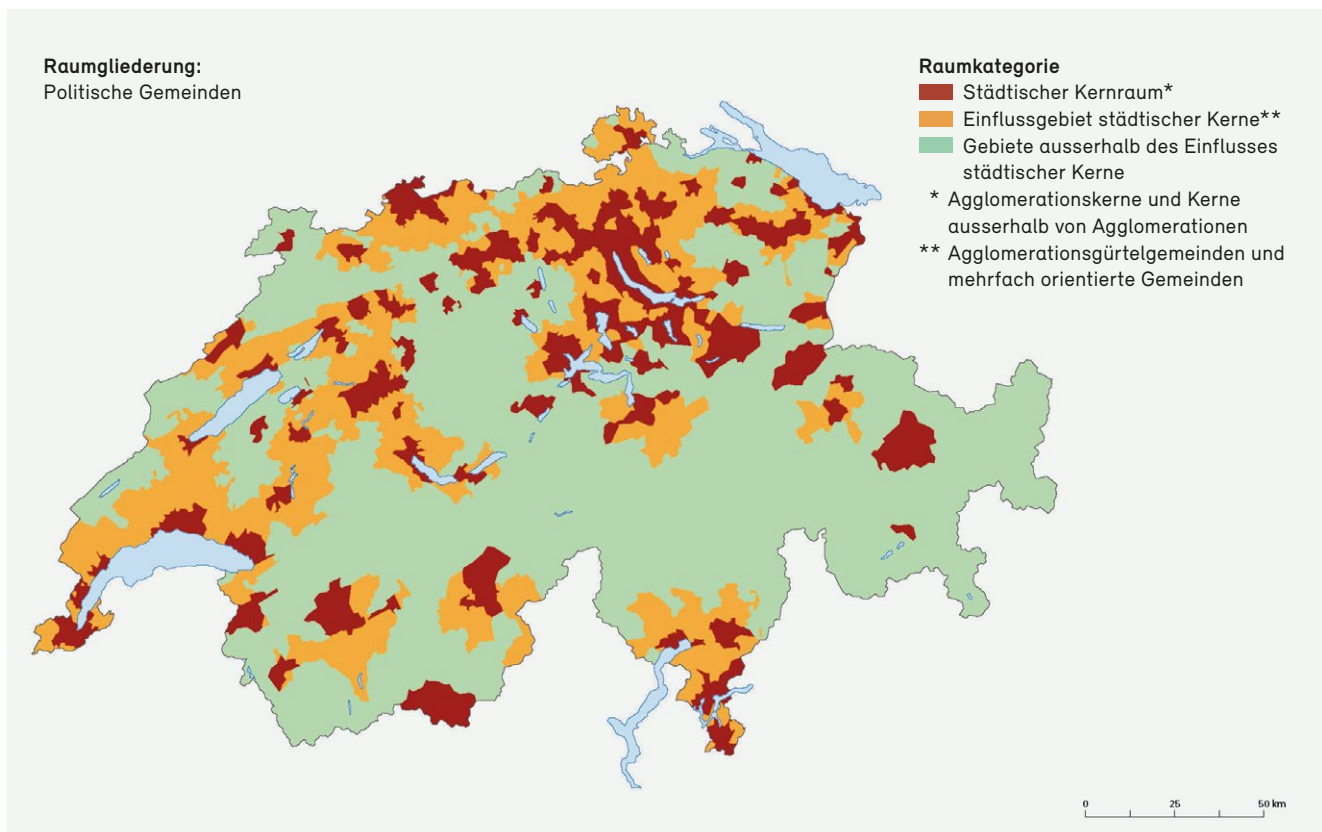 Raumgliederung:
Politische Gemeinden
Raumkategorie
Städtischer Kernraum*
Einflussgebiet städtischer Kerne**
Gebiete ausserhalb des Einflusses
städtischer Kerne
* Agglomerationskerne und Kerne
ausserhalb von Agglomerationen
** Agglomerationsgürtelgemeinden und
mehrfach orientierte Gemeinden
0 25 50 km